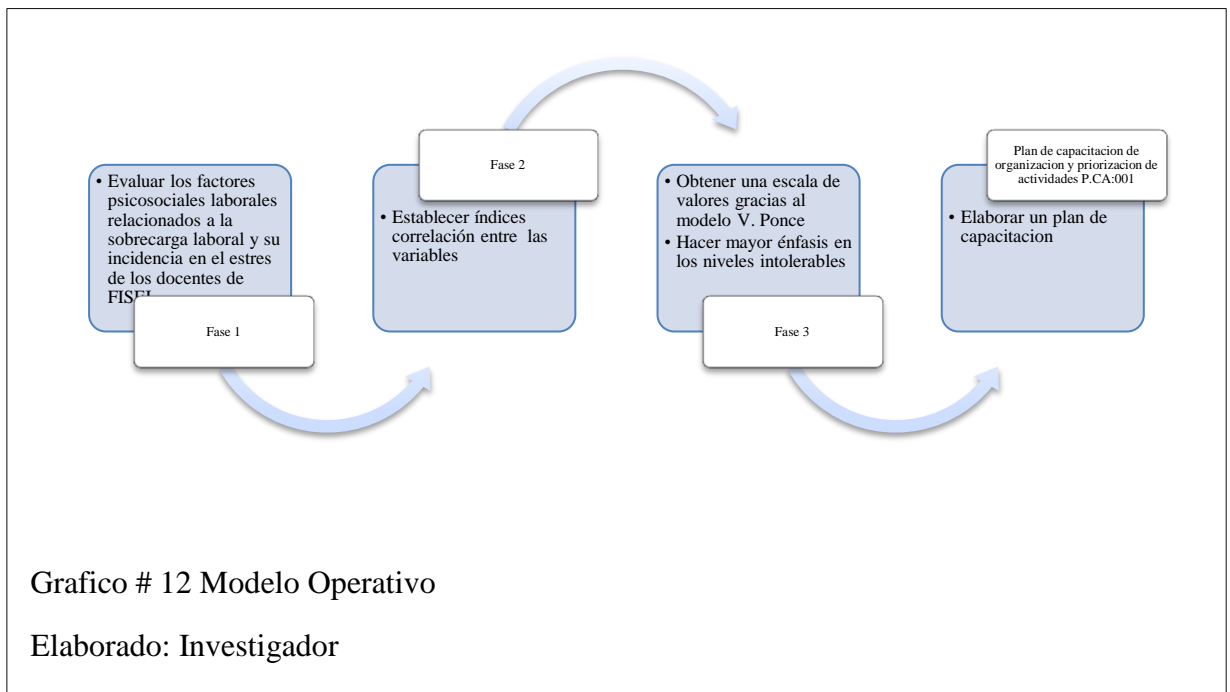 • Evaluar los factores
psicosociales laborales
relacionados a la
sobrecarga laboral y su
incidencia en el estres
de los docentes de
FISEI
Fase 1
Fase 2
• Establecer índices
correlación entre las
variables
• Obtener una escala de
valores gracias al
modelo V. Ponce
• Hacer mayor énfasis en
los niveles intolerables
Fase 3
Plan de capacitacion de
organizacion y priorizacion de
actividades P.CA:001
• Elaborar un plan de
capacitacion
Grafico # 12 Modelo Operativo
Elaborado: Investigador